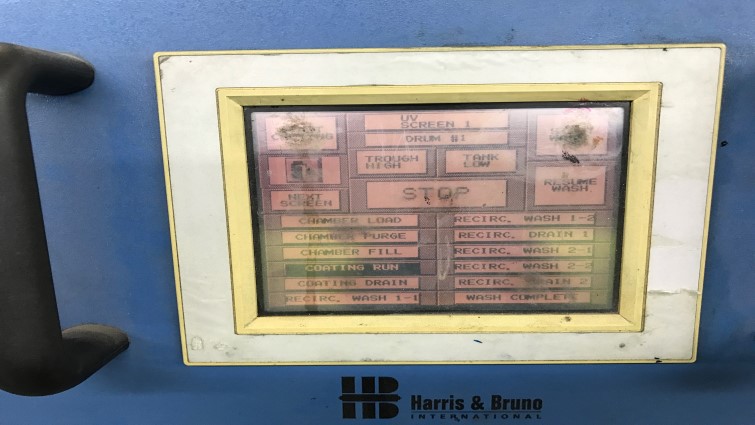 UV
SCREEN 1
DRUM #1
TROUGH
HIGH
TANK
LOW
STOP
NEXT
SCREEN
RESUME
WASH
CHAMBER LOAD
CHAMBER PURGE
CHAMBER FILL
COATING RUN
COATING DRAIN
RECIRC. WASH 1-1
RECIRC. WASH 1-2
RECIRC. DRAIN 1
RECIRC. WASH 2-1
RECIRC. WASH 2-2
RECIRC. DRAIN 2
WASH COMPLETE
HB
Harris & Bruno
INTERNATIONAL